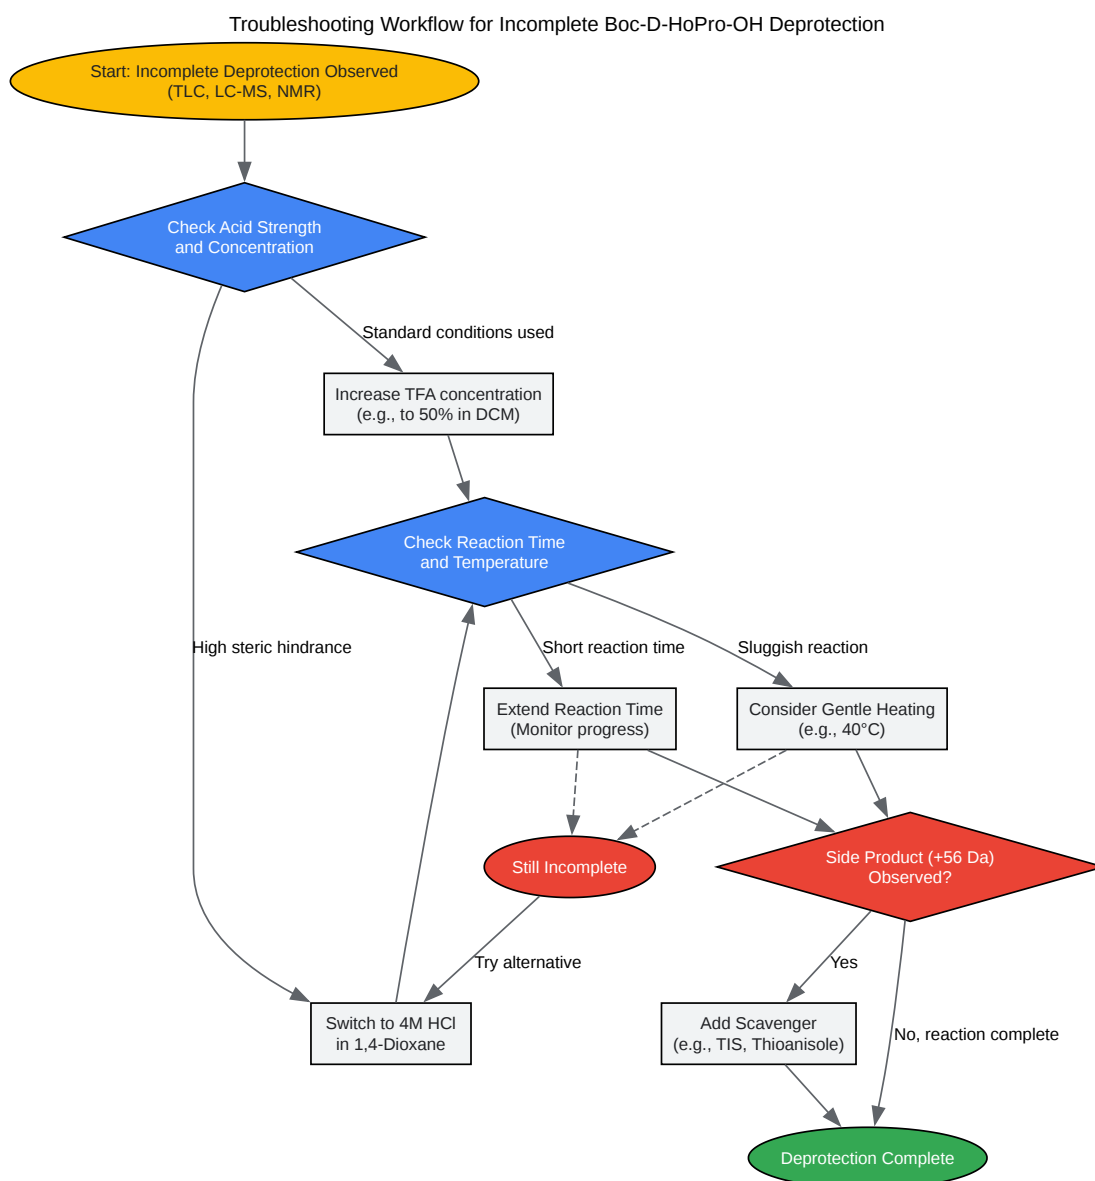 Troubleshooting Workflow for Incomplete Boc-D-HoPro-OH Deprotection
Start: Incomplete Deprotection Observed
(TLC, LC-MS, NMR)
Check Acid Strength
and Concentration
Standard conditions used
Increase TFA concentration
(e.g., to 50% in DCM)
Check Reaction Time
and Temperature
High steric hindrance
Short reaction time
Sluggish reaction
Extend Reaction Time
(Monitor progress)
Consider Gentle Heating
(e.g., 40°C)
Still Incomplete
Side Product (+56 Da)
Observed?
Try alternative
Yes
Switch to 4M HCl
in 1,4-Dioxane
Add Scavenger
(e.g., TIS, Thioanisole)
No, reaction complete
Deprotection Complete